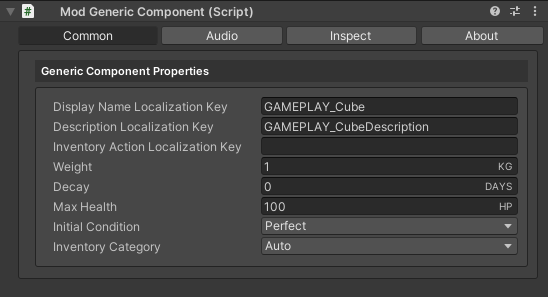 # Mod Generic Component (Script)
Common Audio Inspect About
Generic Component Properties
Display Name Localization Key GAMEPLAY_Cube
Description Localization Key GAMEPLAY_CubeDescription
Inventory Action Localization Key
Weight 1 KG
Decay 0 DAYS
Max Health 100 HP
Initial Condition Perfect
Inventory Category Auto